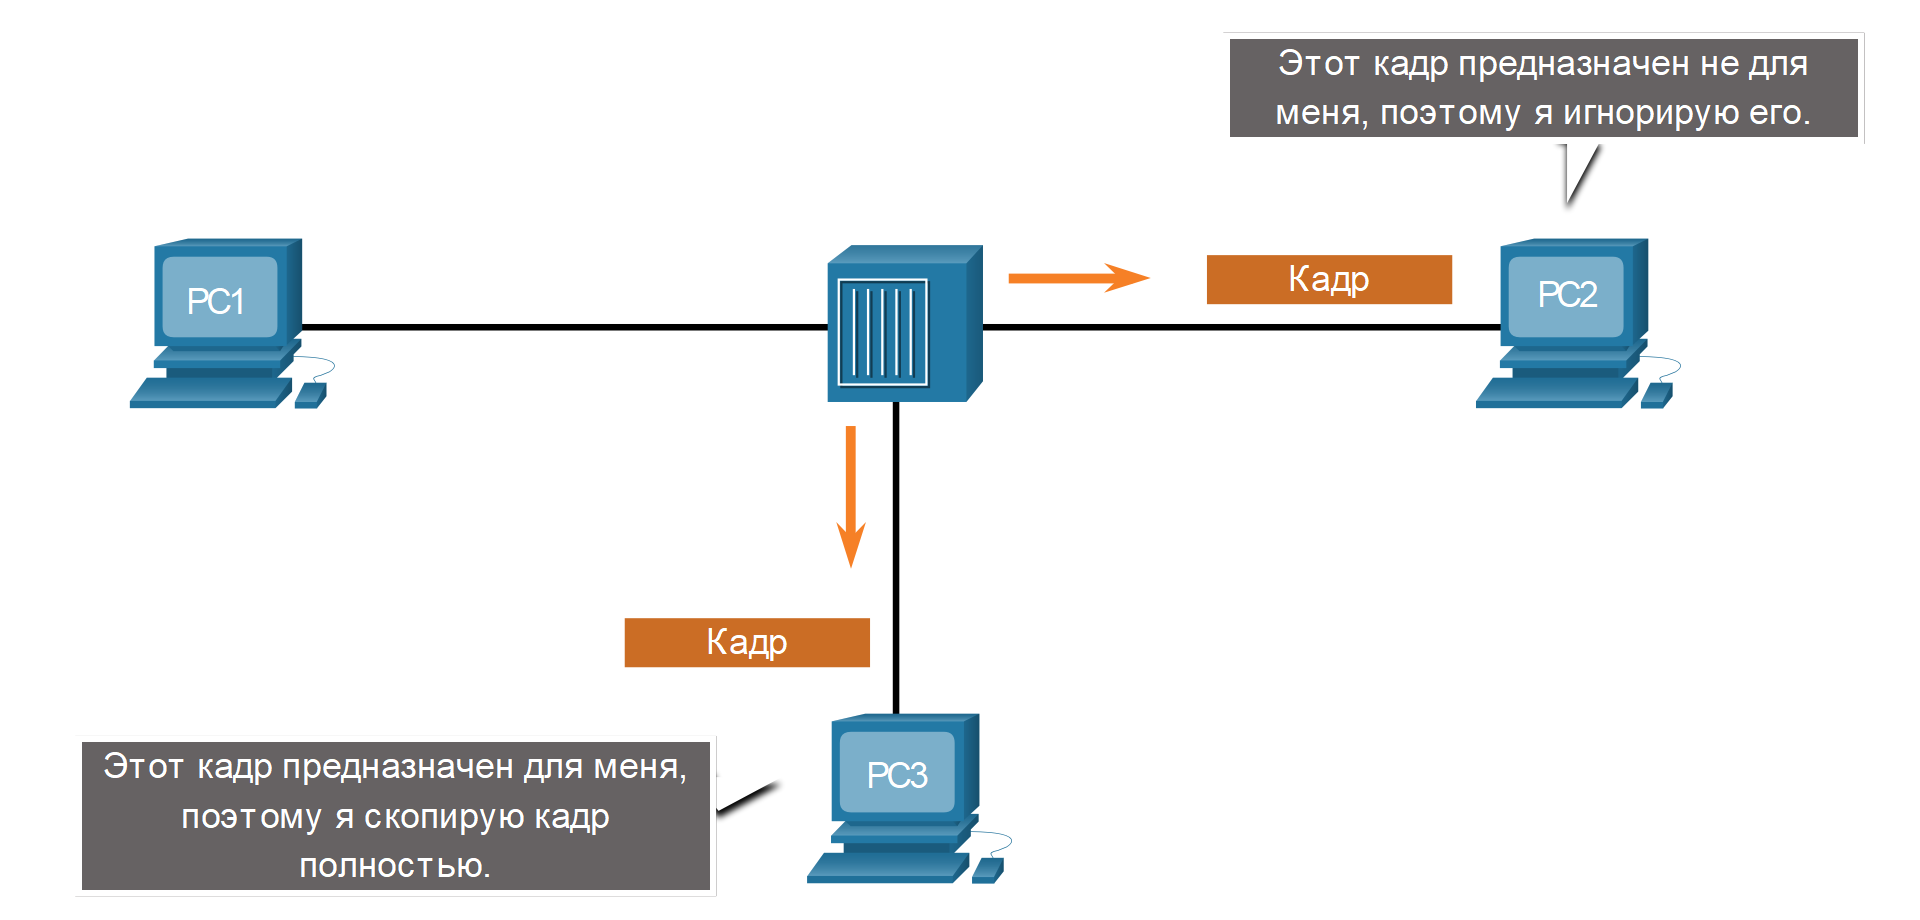 Этот кадр предназначен не для
меня, поэтому я игнорирую его.
PC1
Кадр
PC2
Кадр
Этот кадр предназначен для меня,
поэтому я скопирую кадр
полностью.
PC3